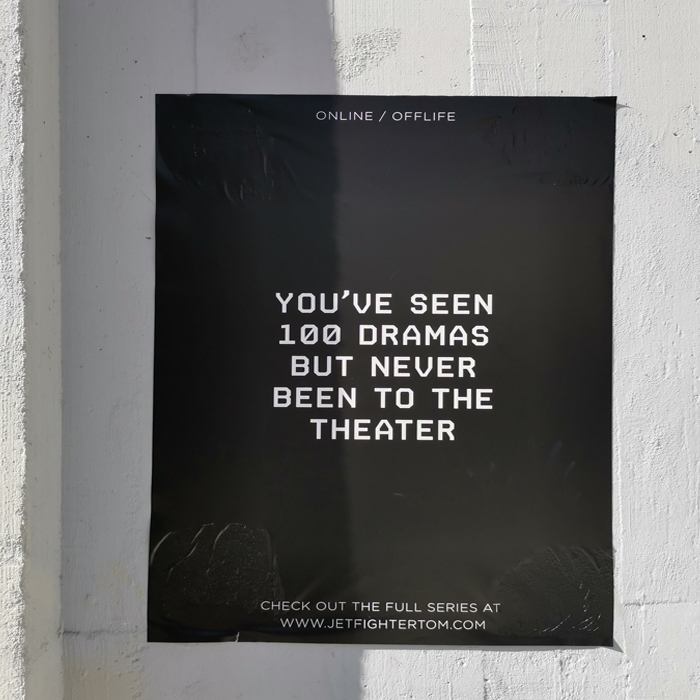 ONLINE / OFFLIFE
YOU'VE SEEN
100 DRAMAS
BUT NEVER
BEEN TO THE
THEATER
CHECK OUT THE FULL SERIES AT
WWW.JETFIGHTERTOM.COM